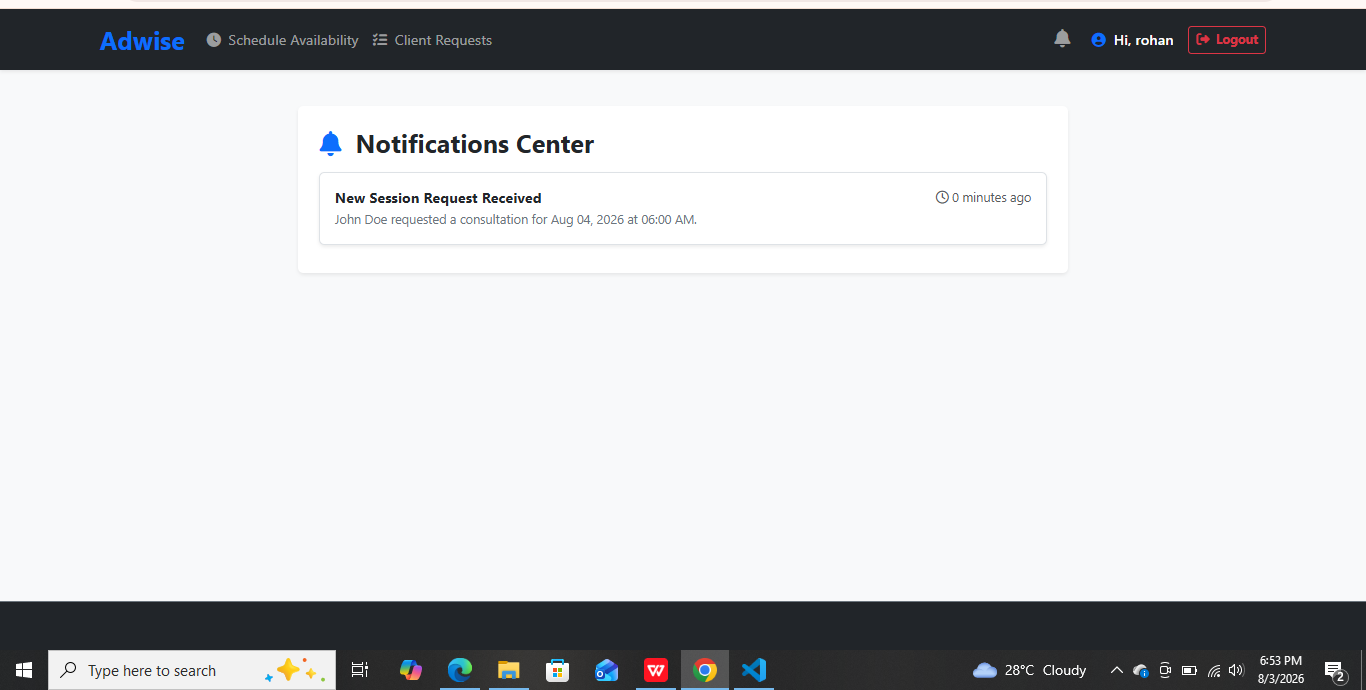 Adwise Schedule Availability Client Requests Hi, rohan Logout
Notifications Center
New Session Request Received 0 minutes ago
John Doe requested a consultation for Aug 04, 2026 at 06:00 AM.
Type here to search 28°C Cloudy 6:53 PM
8/3/2026
2